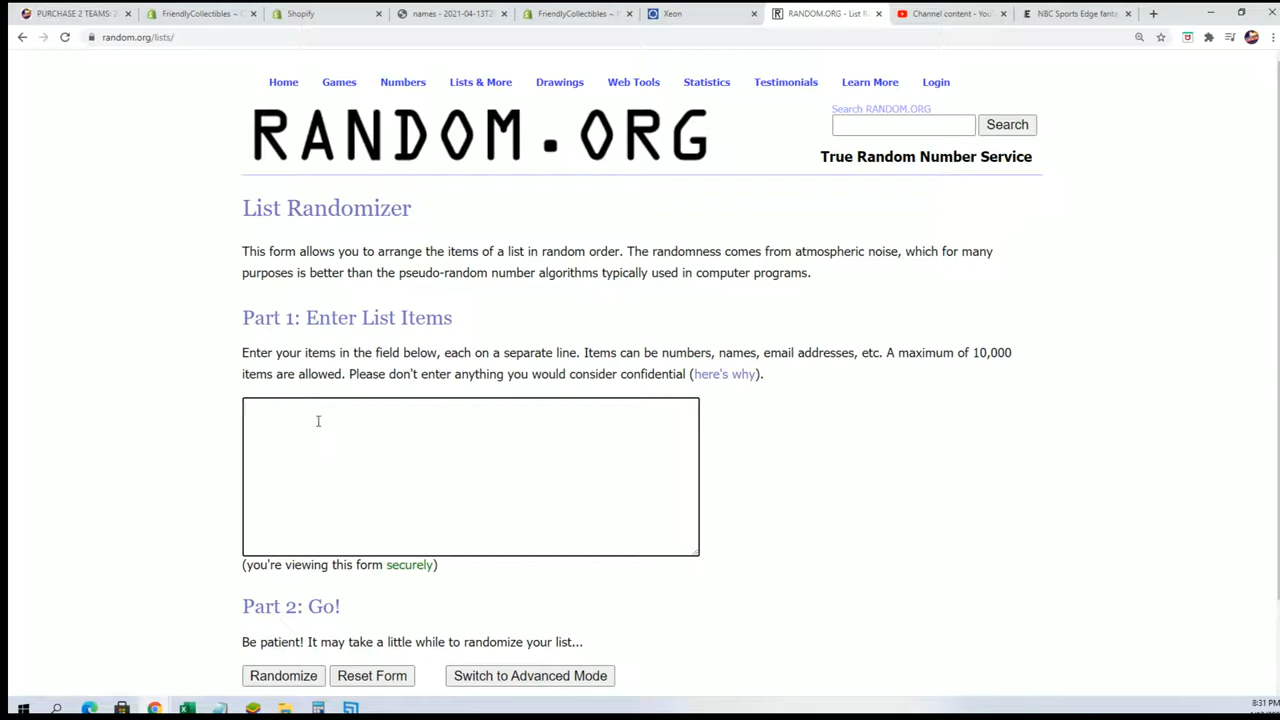 PURCHASE 2 TEAMS: 2 FriendlyCollectibles Shopify names - 2021-04-13T2 FriendlyCollectibles Xeon RANDOM.ORG - List R Channel content - You NBC Sports Edge fanta
random.org/lists/
Home Games Numbers Lists & More Drawings Web Tools Statistics Testimonials Learn More Login
Search RANDOM.ORG
RANDOM.ORG
Search
True Random Number Service
List Randomizer
This form allows you to arrange the items of a list in random order. The randomness comes from atmospheric noise, which for many
purposes is better than the pseudo-random number algorithms typically used in computer programs.
Part 1: Enter List Items
Enter your items in the field below, each on a separate line. Items can be numbers, names, email addresses, etc. A maximum of 10,000
items are allowed. Please don't enter anything you would consider confidential (here's why).
(you're viewing this form securely)
Part 2: Go!
Be patient! It may take a little while to randomize your list...
Randomize Reset Form Switch to Advanced Mode
8:31 PM